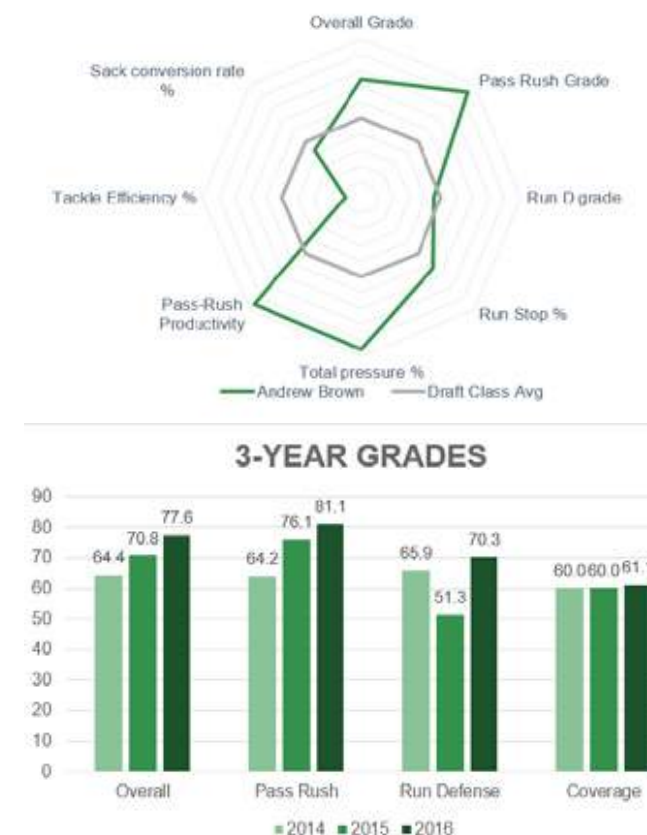 Overall Grade
Sack conversion rate
%
Pass Rush Grade
Tackle Efficiency %
Run D grade
Pass-Rush
Productivity
Run Stop %
Total pressure %
Andrew Brown
Draft Class Avg
3-YEAR GRADES
90
80
70
60
50
40
30
20
10
0
64.4
70.8
77.6
64.2
76.1
81.1
65.9
51.3
70.3
60.0
60.0
Overall
Pass Rush
Run Defense
Coverage
2014
2015
2016